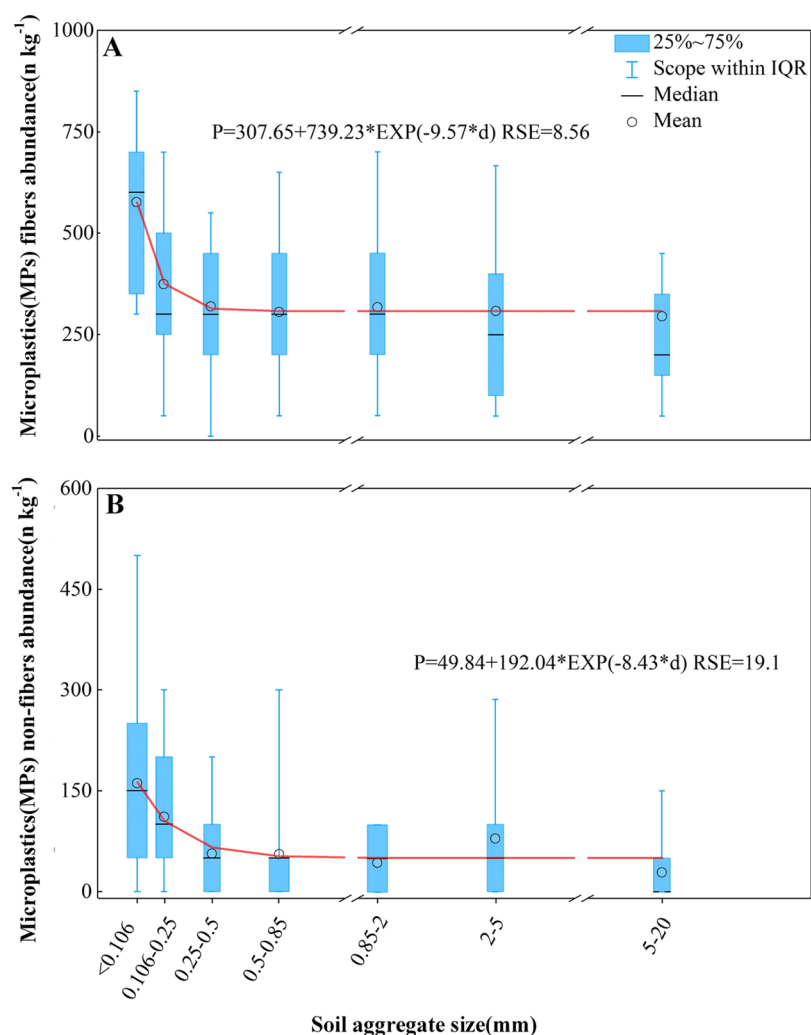 A
25%~75%
Scope within IQR
Median
Mean
P=307.65+739.23*EXP(-9.57*d) RSE=8.56
1000
750
500
250
0
Microplastics(MPs) fibers abundance(n kg⁻¹)
B
P=49.84+192.04*EXP(-8.43*d) RSE=19.1
600
450
300
150
0
Microplastics(MPs) non-fibers abundance(n kg⁻¹)
<0.106
0.106-0.25
0.25-0.5
0.5-0.85
0.85-2
2-5
5-20
Soil aggregate size(mm)